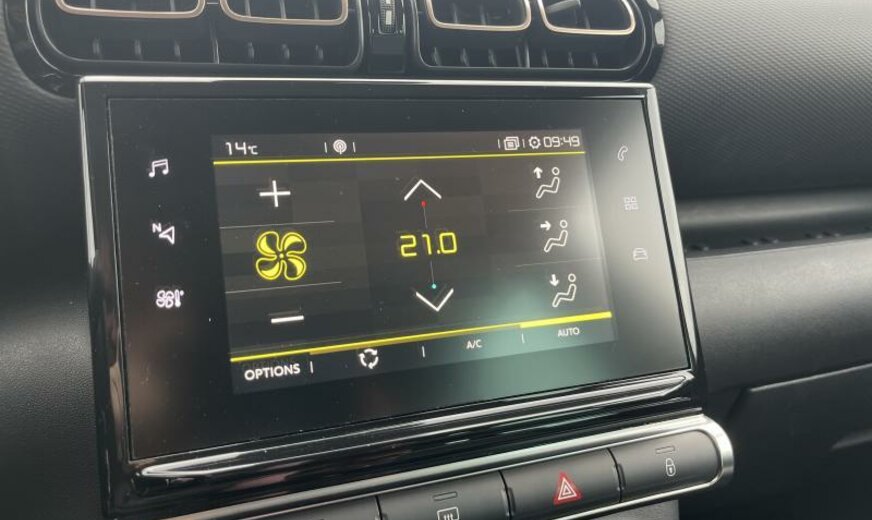 14°C 09:49
N
21.0
OPTIONS A/C AUTO